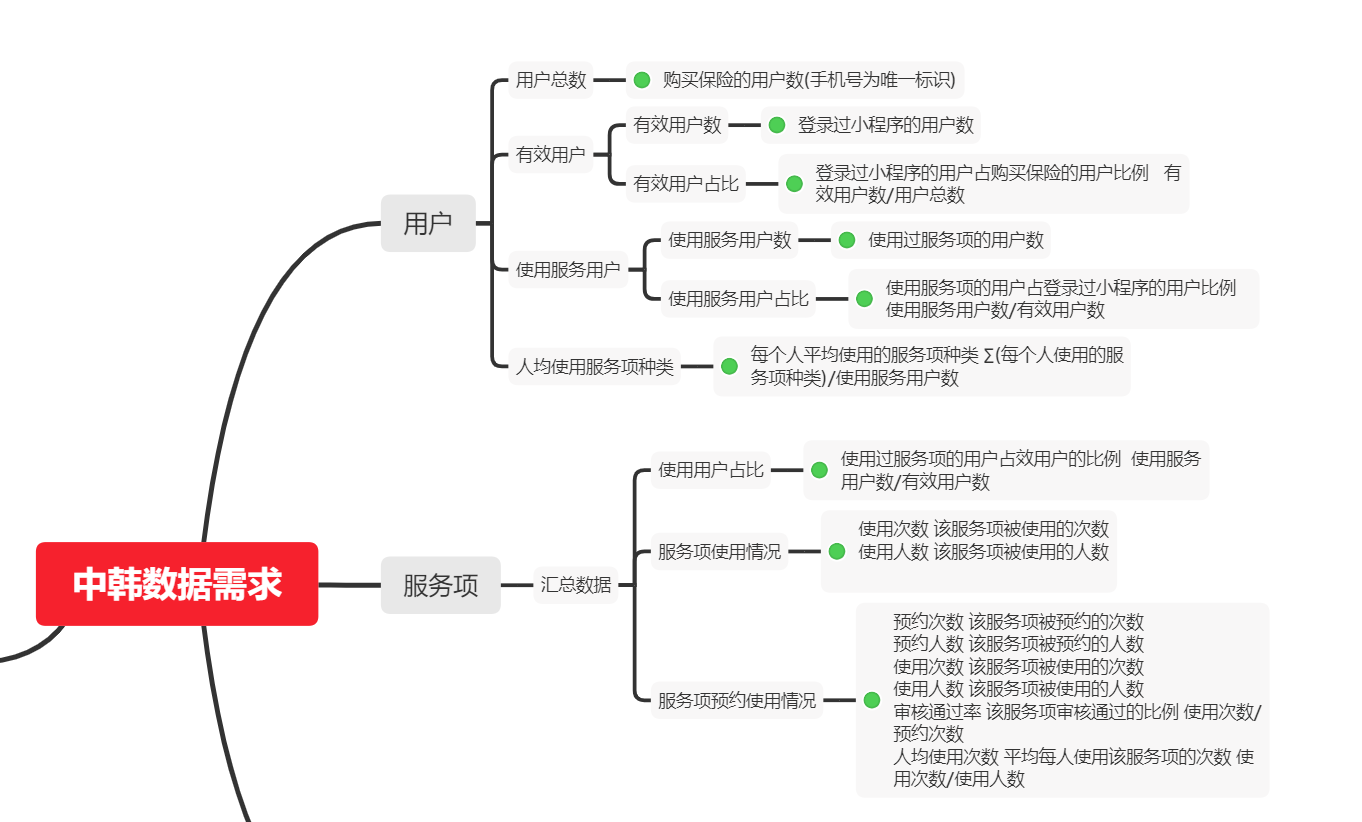 用户总数
购买保险的用户数(手机号为唯一标识)
有效用户数
登录过小程序的用户数
有效用户
有效用户占比
登录过小程序的用户占购买保险的用户比例 有
效用户数/用户总数
用户
使用服务用户数
使用过服务项的用户数
使用服务用户
使用服务用户占比
使用服务项的用户占登录过小程序的用户比例
使用服务用户数/有效用户数
人均使用服务项种类
每个人平均使用的服务项种类 Σ(每个人使用的服
务项种类)/使用服务用户数
使用用户占比
使用过服务项的用户占效用户的比例 使用服务
用户数/有效用户数
服务项使用情况
使用次数 该服务项被使用的次数
使用人数 该服务项被使用的人数
中韩数据需求
服务项
汇总数据
服务项预约使用情况
预约次数 该服务项被预约的次数
预约人数 该服务项被预约的人数
使用次数 该服务项被使用的次数
使用人数 该服务项被使用的人数
审核通过率 该服务项审核通过的比例 使用次数/
预约次数
人均使用次数 平均每人使用该服务项的次数 使
用次数/使用人数